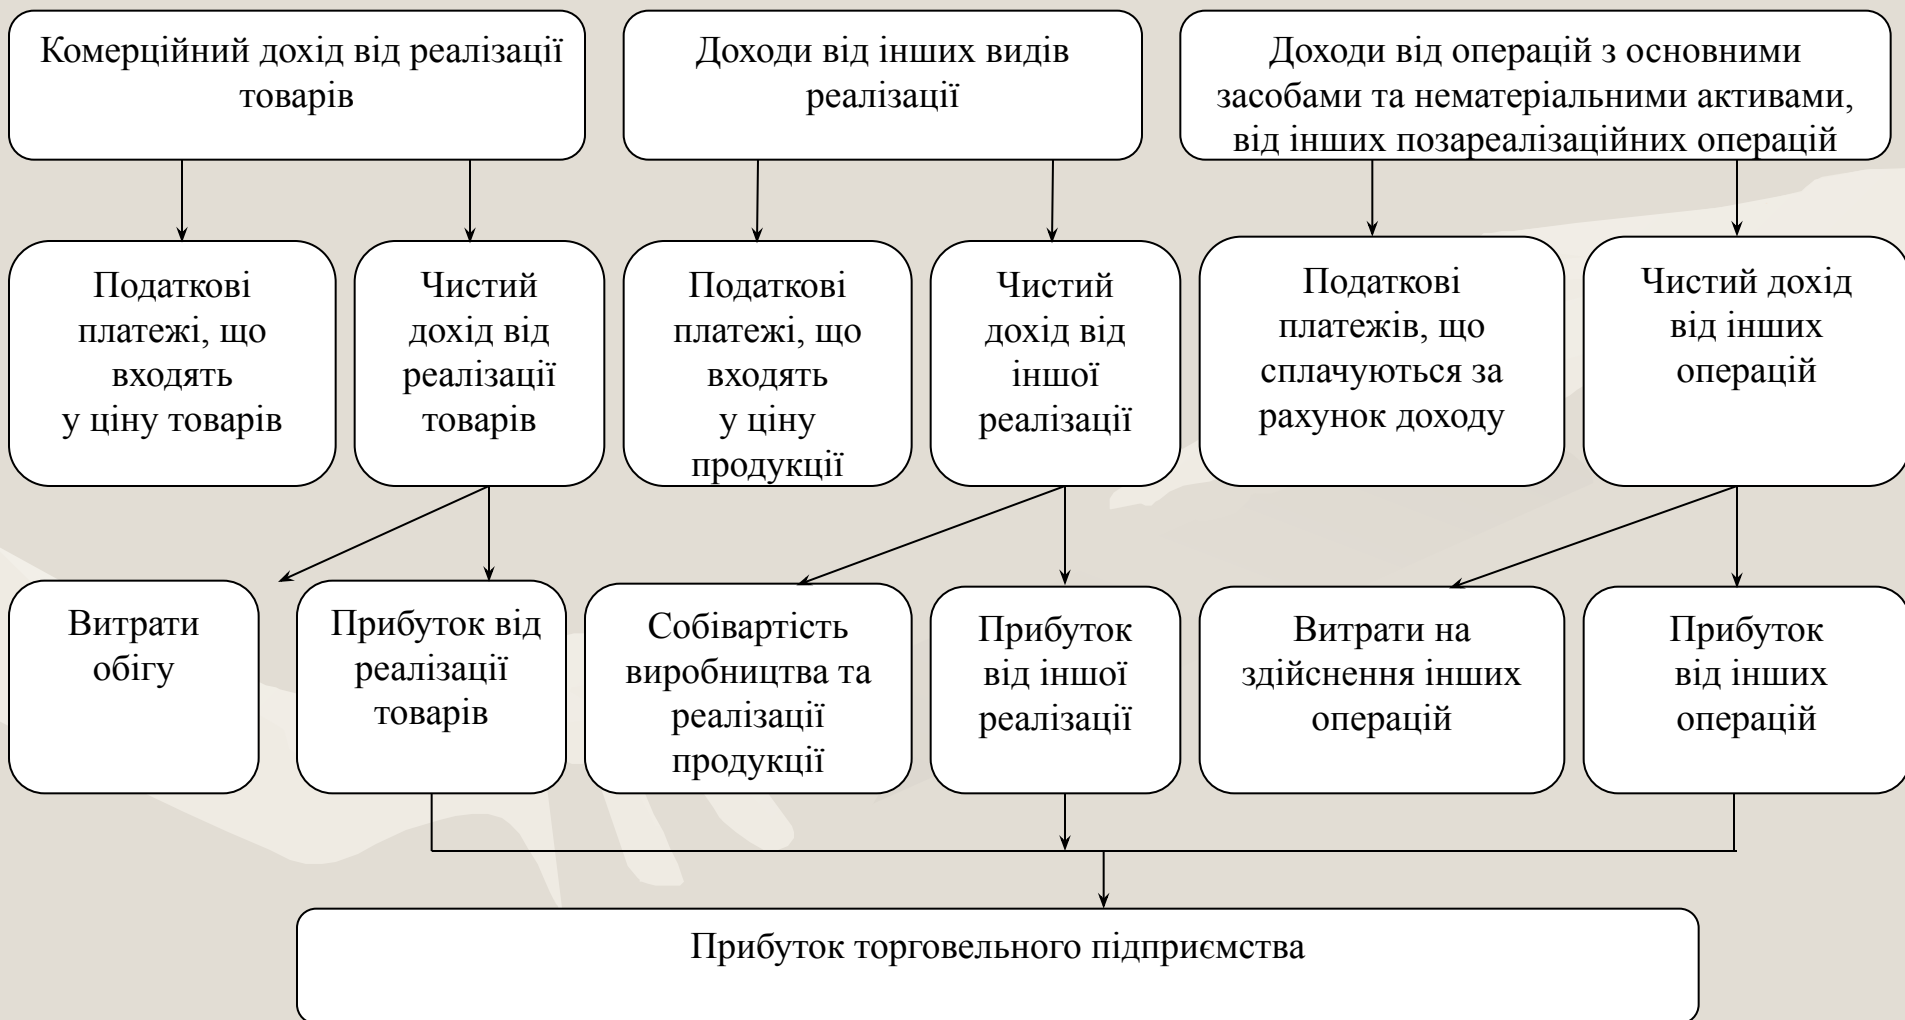 Комерційний дохід від реалізації
товарів
Доходи від інших видів
реалізації
Доходи від операцій з основними
засобами та нематеріальними активами,
від інших позареалізаційних операцій
Податкові
платежі, що
входять
у ціну товарів
Чистий
дохід від
реалізації
товарів
Податкові
платежі, що
входять
у ціну
продукції
Чистий
дохід від
іншої
реалізації
Податкові
платежів, що
сплачуються за
рахунок доходу
Чистий дохід
від інших
операцій
Витрати
обігу
Прибуток від
реалізації
товарів
Собівартість
виробництва та
реалізації
продукції
Прибуток
від іншої
реалізації
Витрати на
здійснення інших
операцій
Прибуток
від інших
операцій
Прибуток торговельного підприємства